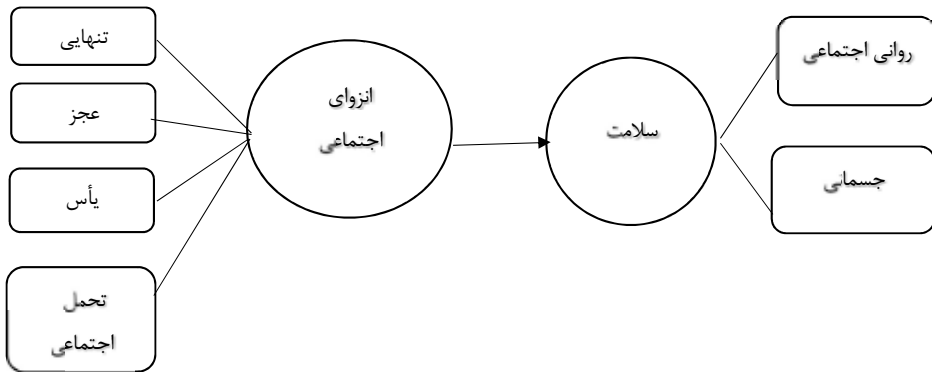 تنهایی
عجز
یأس
تحمل
اجتماعی
انزوای
اجتماعی
سلامت
روانی اجتماعی
جسمانی